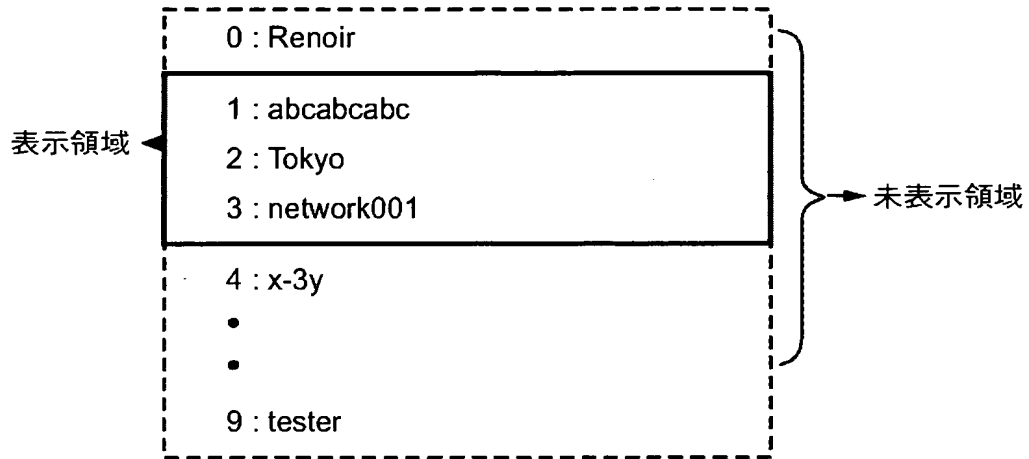 0 : Renoir
1 : abcabcabc
表示領域
2 : Tokyo
3 : network001
未表示領域
4 : x-3y
•
•
9 : tester